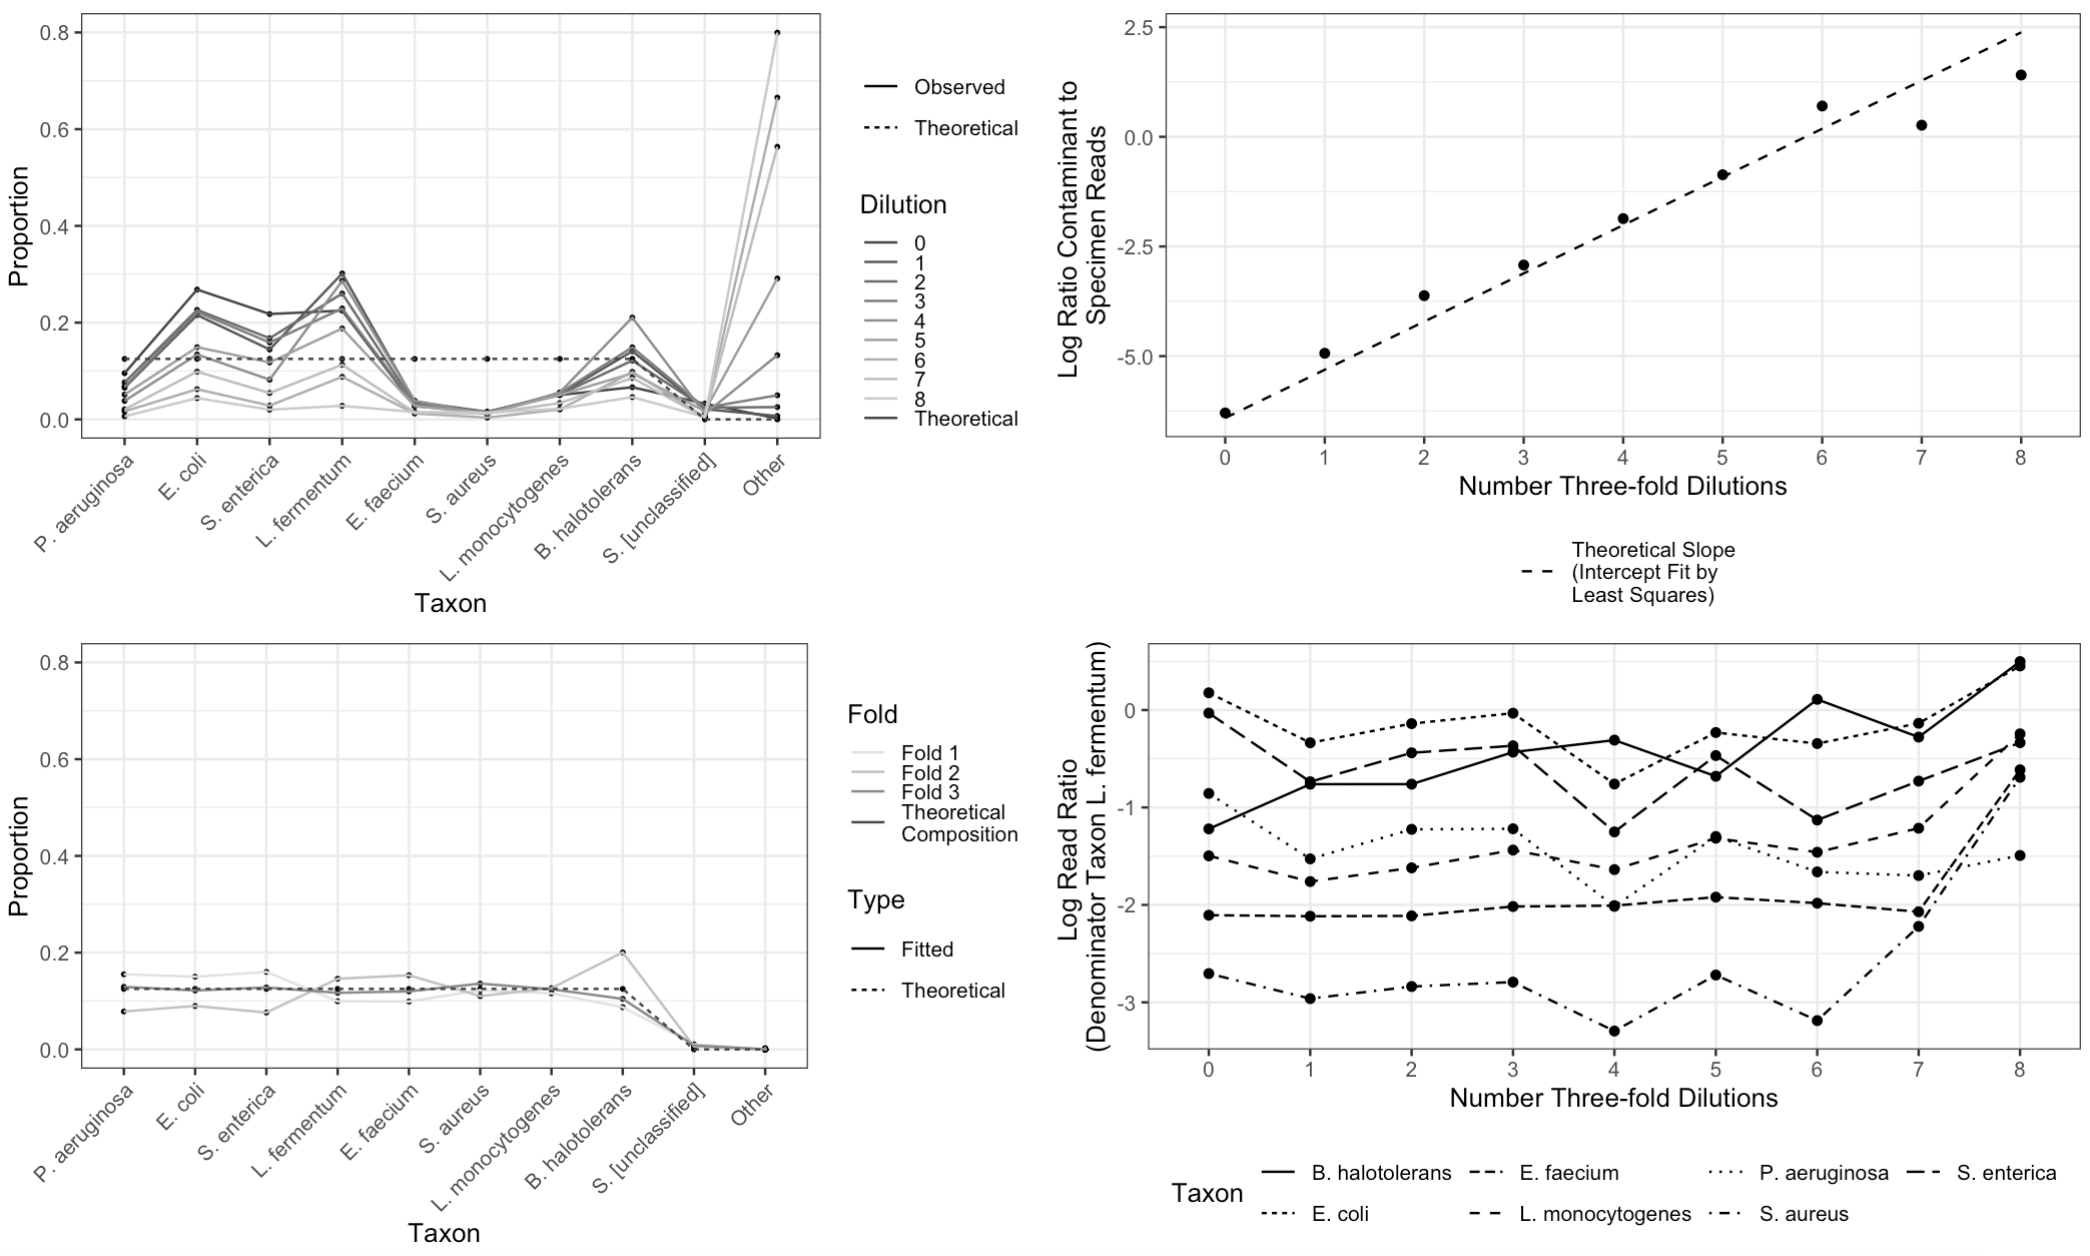 0.8
0.6
0.4
0.2
0.0
Proportion
P. aeruginosa
E. coli
S. enterica
L. fermentum
E. faecium
S. aureus
L. monocytogenes
B. halotolerans
S. [unclassified]
Other
Taxon
Observed
Theoretical
Dilution
0
1
2
3
4
5
6
7
8
Theoretical
2.5
0.0
-2.5
-5.0
Log Ratio Contaminant to
Specimen Reads
0 1 2 3 4 5 6 7 8
Number Three-fold Dilutions
Theoretical Slope
(Intercept Fit by
Least Squares)
0.8
0.6
0.4
0.2
0.0
Proportion
P. aeruginosa
E. coli
S. enterica
L. fermentum
E. faecium
S. aureus
L. monocytogenes
B. halotolerans
S. [unclassified]
Other
Taxon
Fold
Fold 1
Fold 2
Fold 3
Theoretical
Composition
Type
Fitted
Theoretical
0
-1
-2
-3
Log Read Ratio
(Denominator Taxon L. fermentum)
0 1 2 3 4 5 6 7 8
Number Three-fold Dilutions
Taxon
B. halotolerans E. faecium P. aeruginosa S. enterica
E. coli L. monocytogenes S. aureus